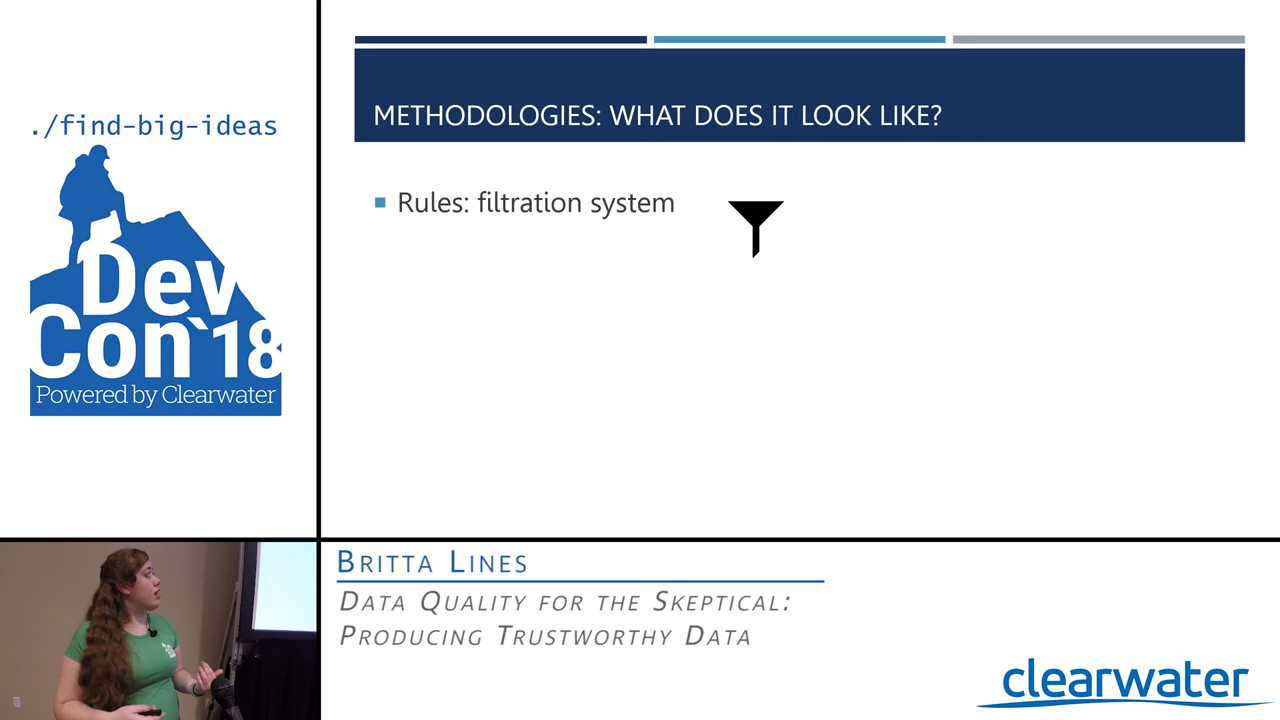 ./find-big-ideas
Dev
Con`18
Powered by Clearwater
METHODOLOGIES: WHAT DOES IT LOOK LIKE?
Rules: filtration system
BRITTA LINES
DATA QUALITY FOR THE SKEPTICAL:
PRODUCING TRUSTWORTHY DATA
clearwater